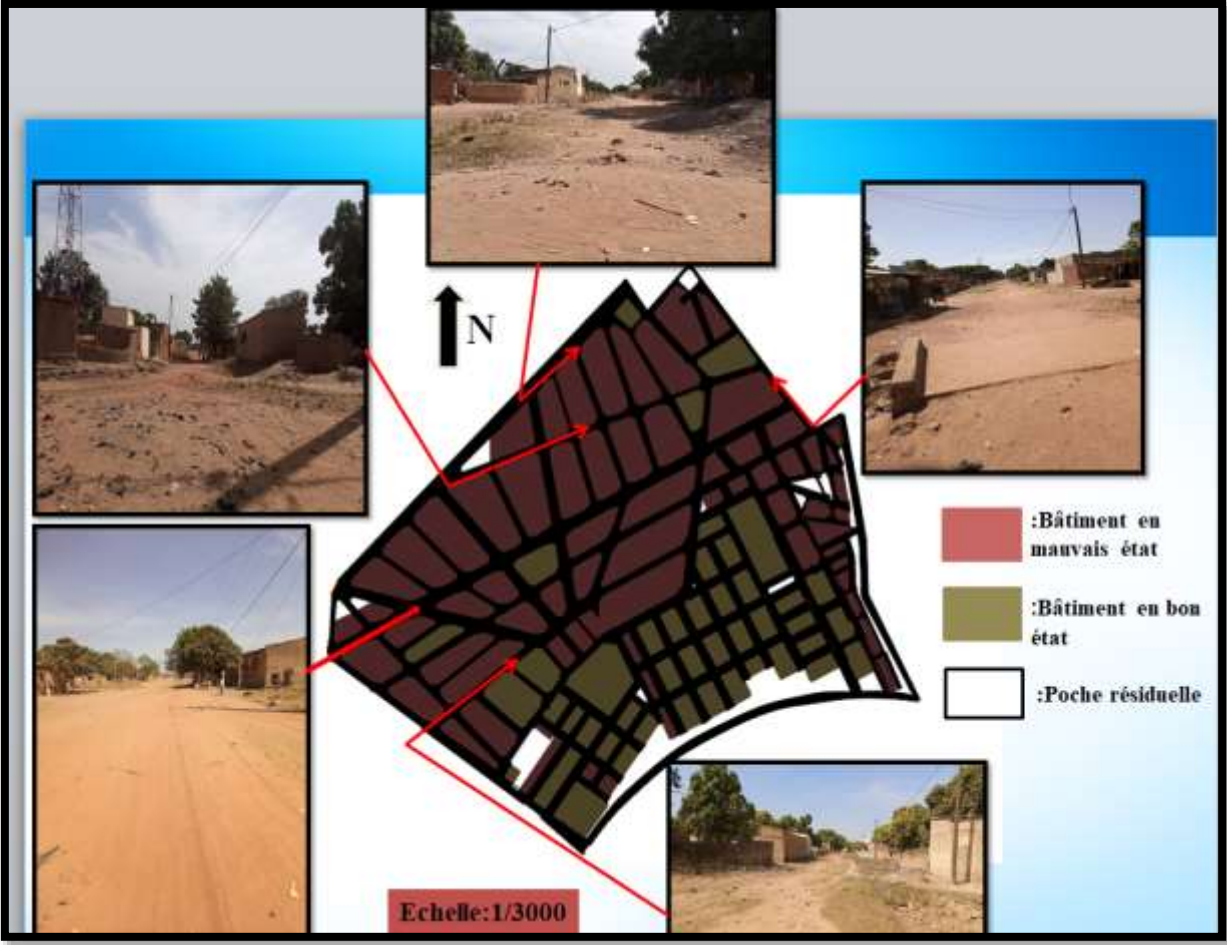 N
:Bâtiment en
mauvais état
:Bâtiment en bon
état
:Poche résiduelle
Echelle:1/3000